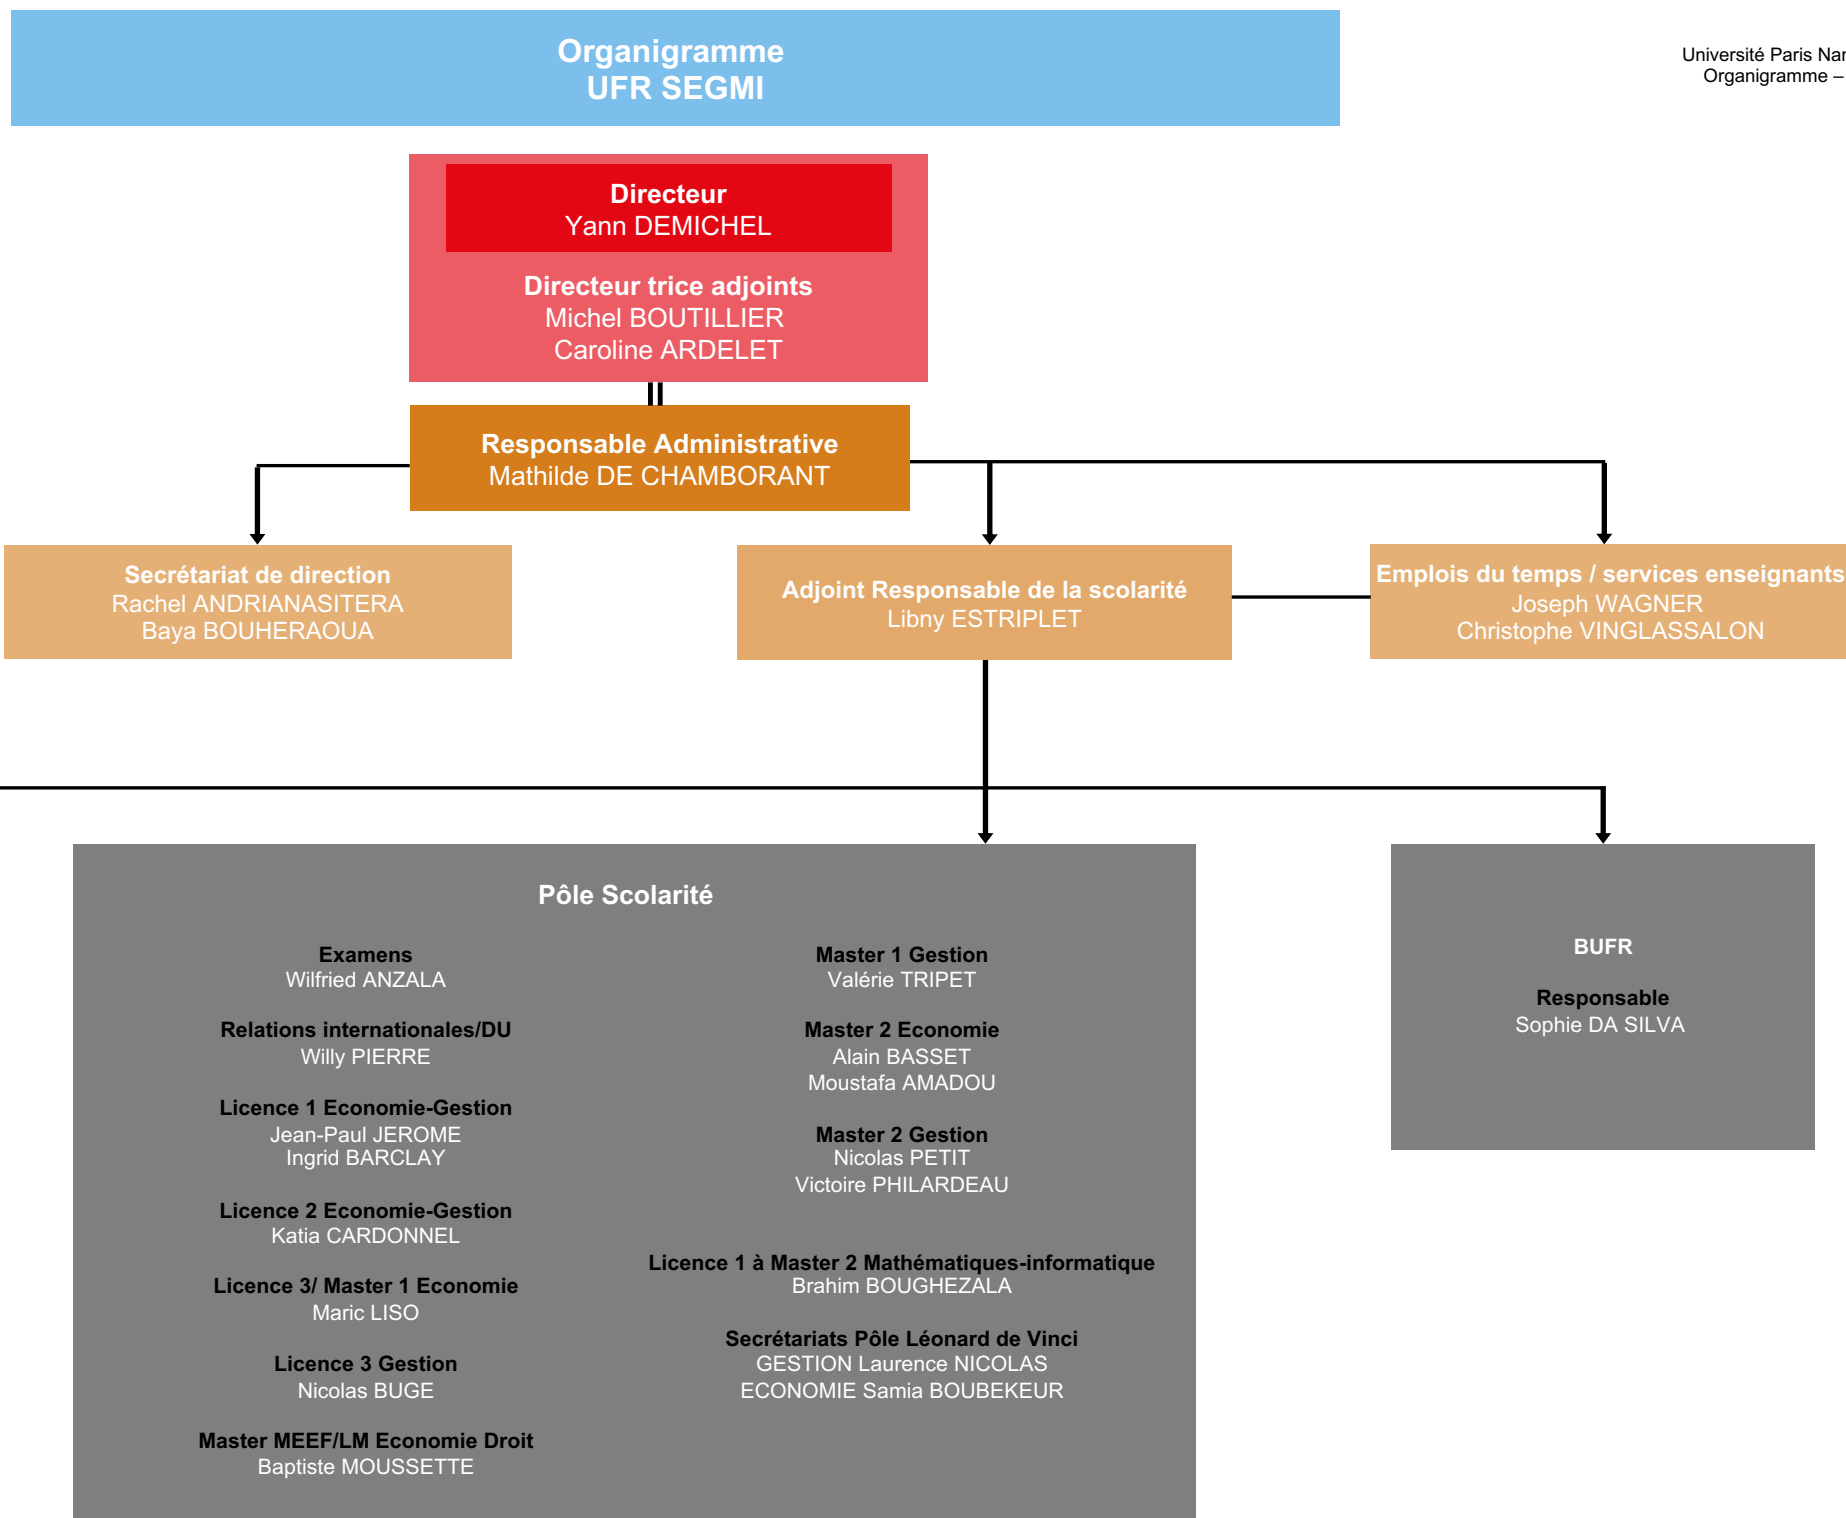 Organigramme
UFR SEGMI
Université Paris Nan
Organigramme –
Directeur
Yann DEMICHEL
Directeur trice adjoints
Michel BOUTILLIER
Caroline ARDELET
Responsable Administrative
Mathilde DE CHAMBORANT
Secrétariat de direction
Rachel ANDRIANASITERA
Baya BOUHERAOUA
Adjoint Responsable de la scolarité
Libny ESTRIPLET
Emplois du temps / services enseignants
Joseph WAGNER
Christophe VINGLASSALON
Pôle Scolarité
Examens
Wilfried ANZALA
Relations internationales/DU
Willy PIERRE
Licence 1 Economie-Gestion
Jean-Paul JEROME
Ingrid BARCLAY
Licence 2 Economie-Gestion
Katia CARDONNEL
Licence 3/ Master 1 Economie
Maric LISO
Licence 3 Gestion
Nicolas BUGE
Master MEEF/LM Economie Droit
Baptiste MOUSSETTE
Master 1 Gestion
Valérie TRIPET
Master 2 Economie
Alain BASSET
Moustafa AMADOU
Master 2 Gestion
Nicolas PETIT
Victoire PHILARDEAU
Licence 1 à Master 2 Mathématiques-informatique
Brahim BOUGHEZALA
Secrétariats Pôle Léonard de Vinci
GESTION Laurence NICOLAS
ECONOMIE Samia BOUBEKEUR
BUFR
Responsable
Sophie DA SILVA